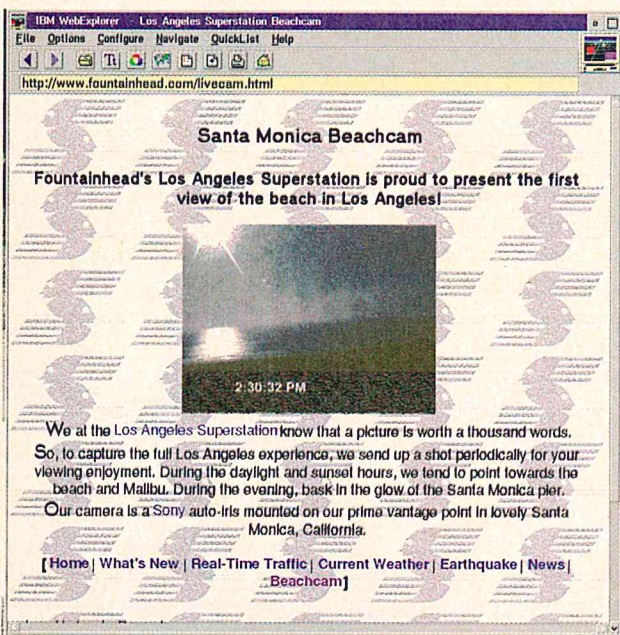 IBM WebExplorer - Los Angeles Superstation Beachcam
File Options Configure Navigate QuickList Help
http://www.fountainhead.com/livecam.html
Santa Monica Beachcam
Fountainhead's Los Angeles Superstation is proud to present the first
view of the beach in Los Angeles!
2:30:32 PM
We at the Los Angeles Superstation know that a picture is worth a thousand words.
So, to capture the full Los Angeles experience, we send up a shot periodically for your
viewing enjoyment. During the daylight and sunset hours, we tend to point towards the
beach and Malibu. During the evening, bask in the glow of the Santa Monica pier.
Our camera is a Sony auto-iris mounted on our prime vantage point in lovely Santa
Monica, California.
[ Home | What's New | Real-Time Traffic | Current Weather | Earthquake | News |
Beachcam ]